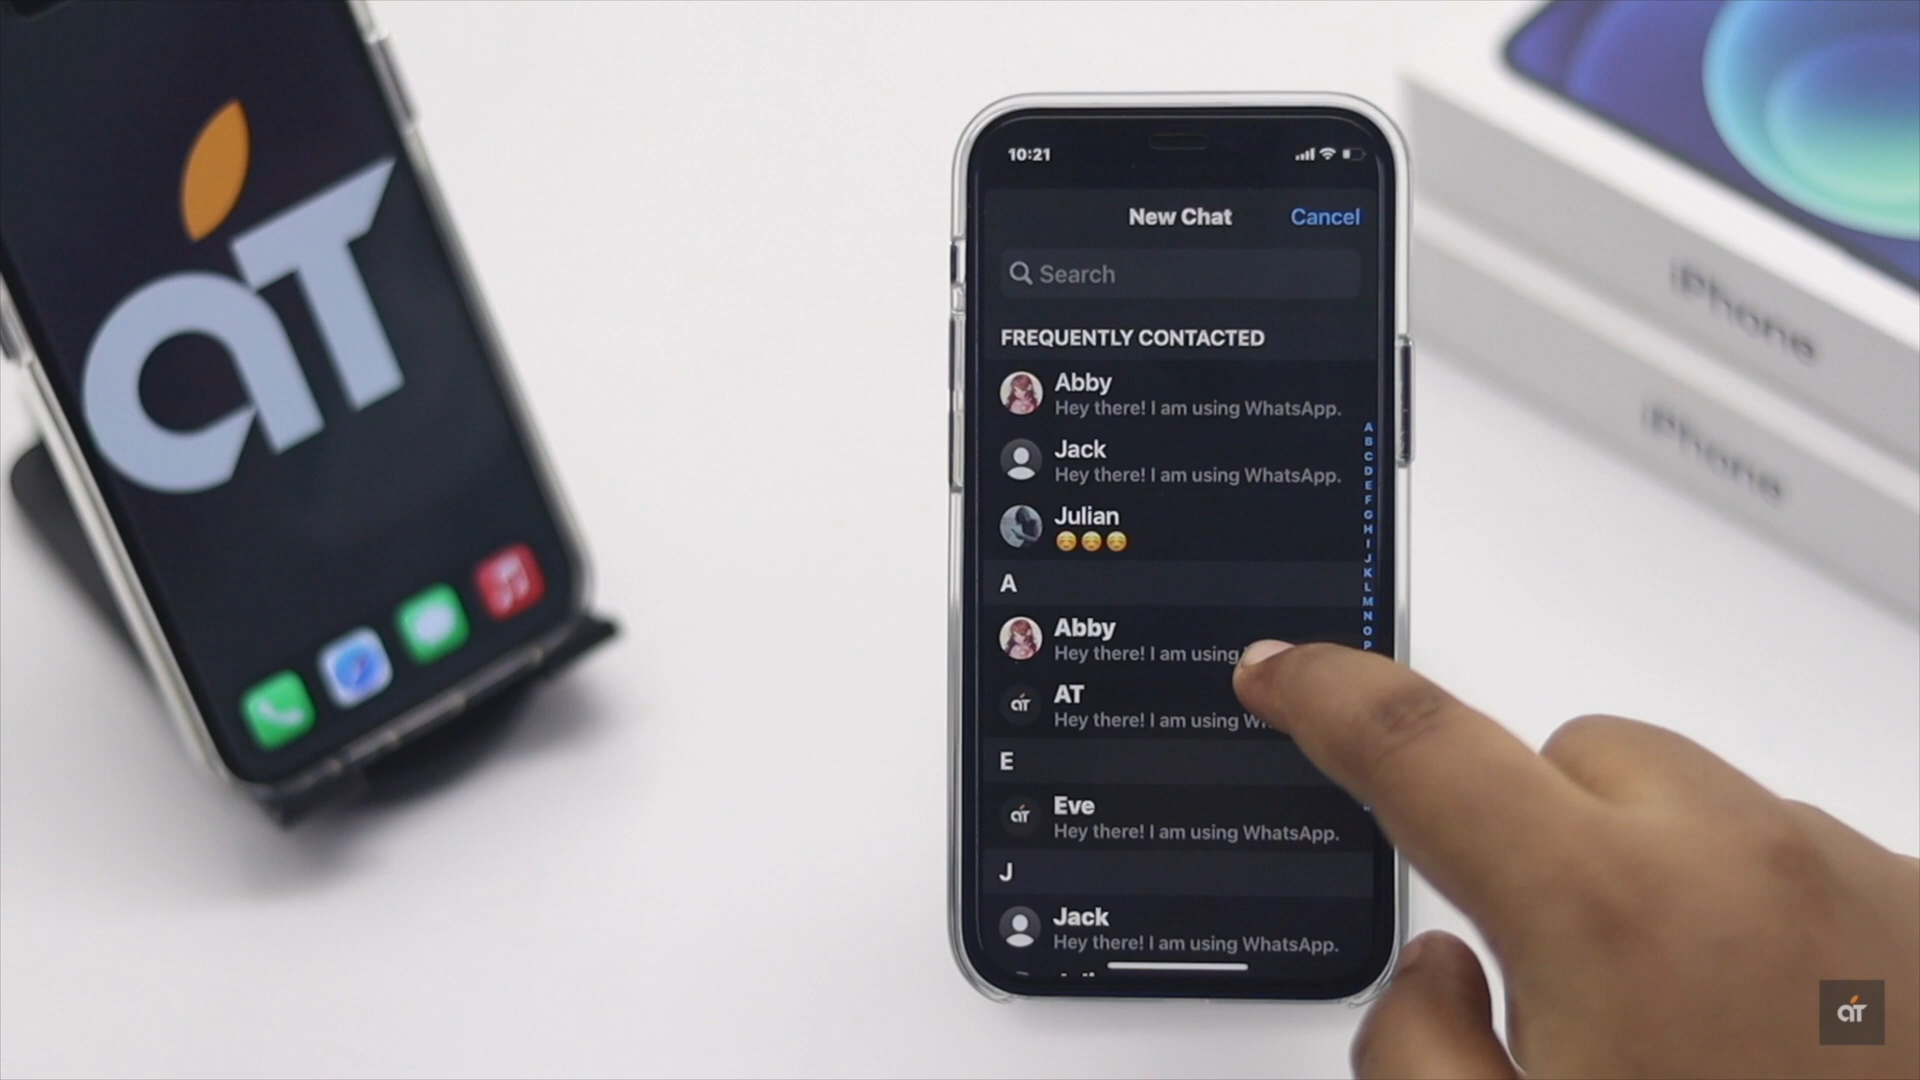 aT
10:21
New Chat
Cancel
Search
FREQUENTLY CONTACTED
Abby
Hey there! I am using WhatsApp.
Jack
Hey there! I am using WhatsApp.
Julian
😌😌😌
A
Abby
Hey there! I am using
AT
Hey there! I am using
E
Eve
Hey there! I am using WhatsApp.
J
Jack
Hey there! I am using WhatsApp.
A
B
C
D
E
F
G
H
I
J
K
L
M
N
O
P
iPhone
iPhone
aT